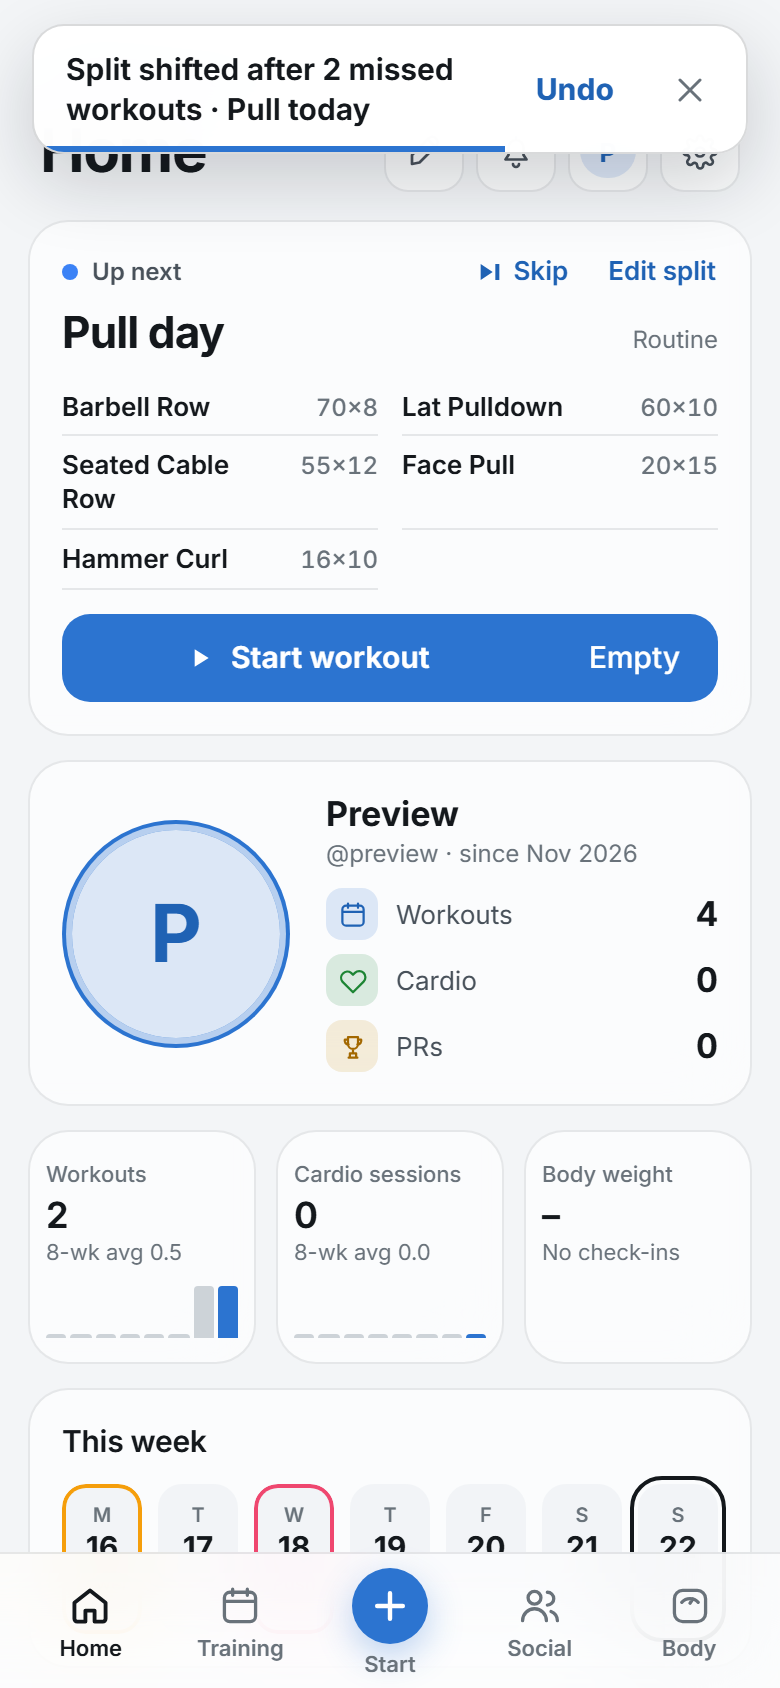 Split shifted after 2 missed
workouts · Pull today
Undo
Home
P
Up next
Skip
Edit split
Pull day
Routine
Barbell Row 70×8
Lat Pulldown 60×10
Seated Cable
Row
55×12
Face Pull 20×15
Hammer Curl 16×10
Start workout
Empty
P
Preview
@preview · since Nov 2026
Workouts 4
Cardio 0
PRs 0
Workouts
2
8-wk avg 0.5
Cardio sessions
0
8-wk avg 0.0
Body weight
–
No check-ins
This week
M T W T F S S
16 17 18 19 20 21 22
Home
Training
Start
Social
Body